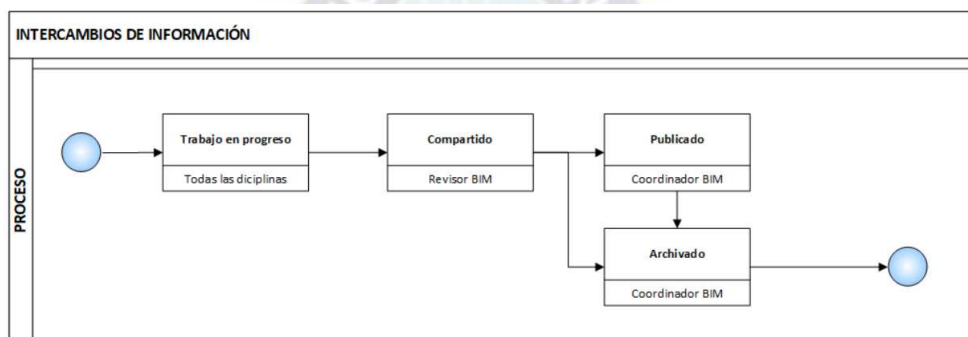 INTERCAMBIOS DE INFORMACIÓN
PROCESO
Trabajo en progreso
Todas las diciplinas
Compartido
Revisor BIM
Publicado
Coordinador BIM
Archivado
Coordinador BIM